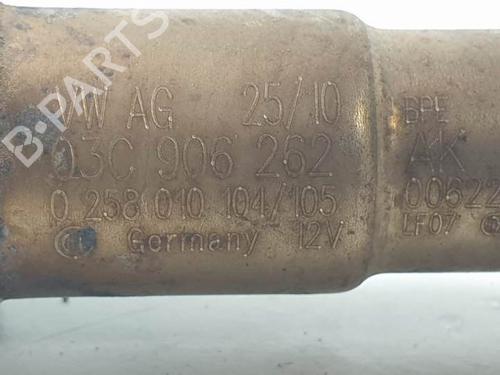 VW AG 25/10
03C 906 262
0 258 010 104/105
Germany 12V
BPE
AK
00622
LF07
B-PARTS